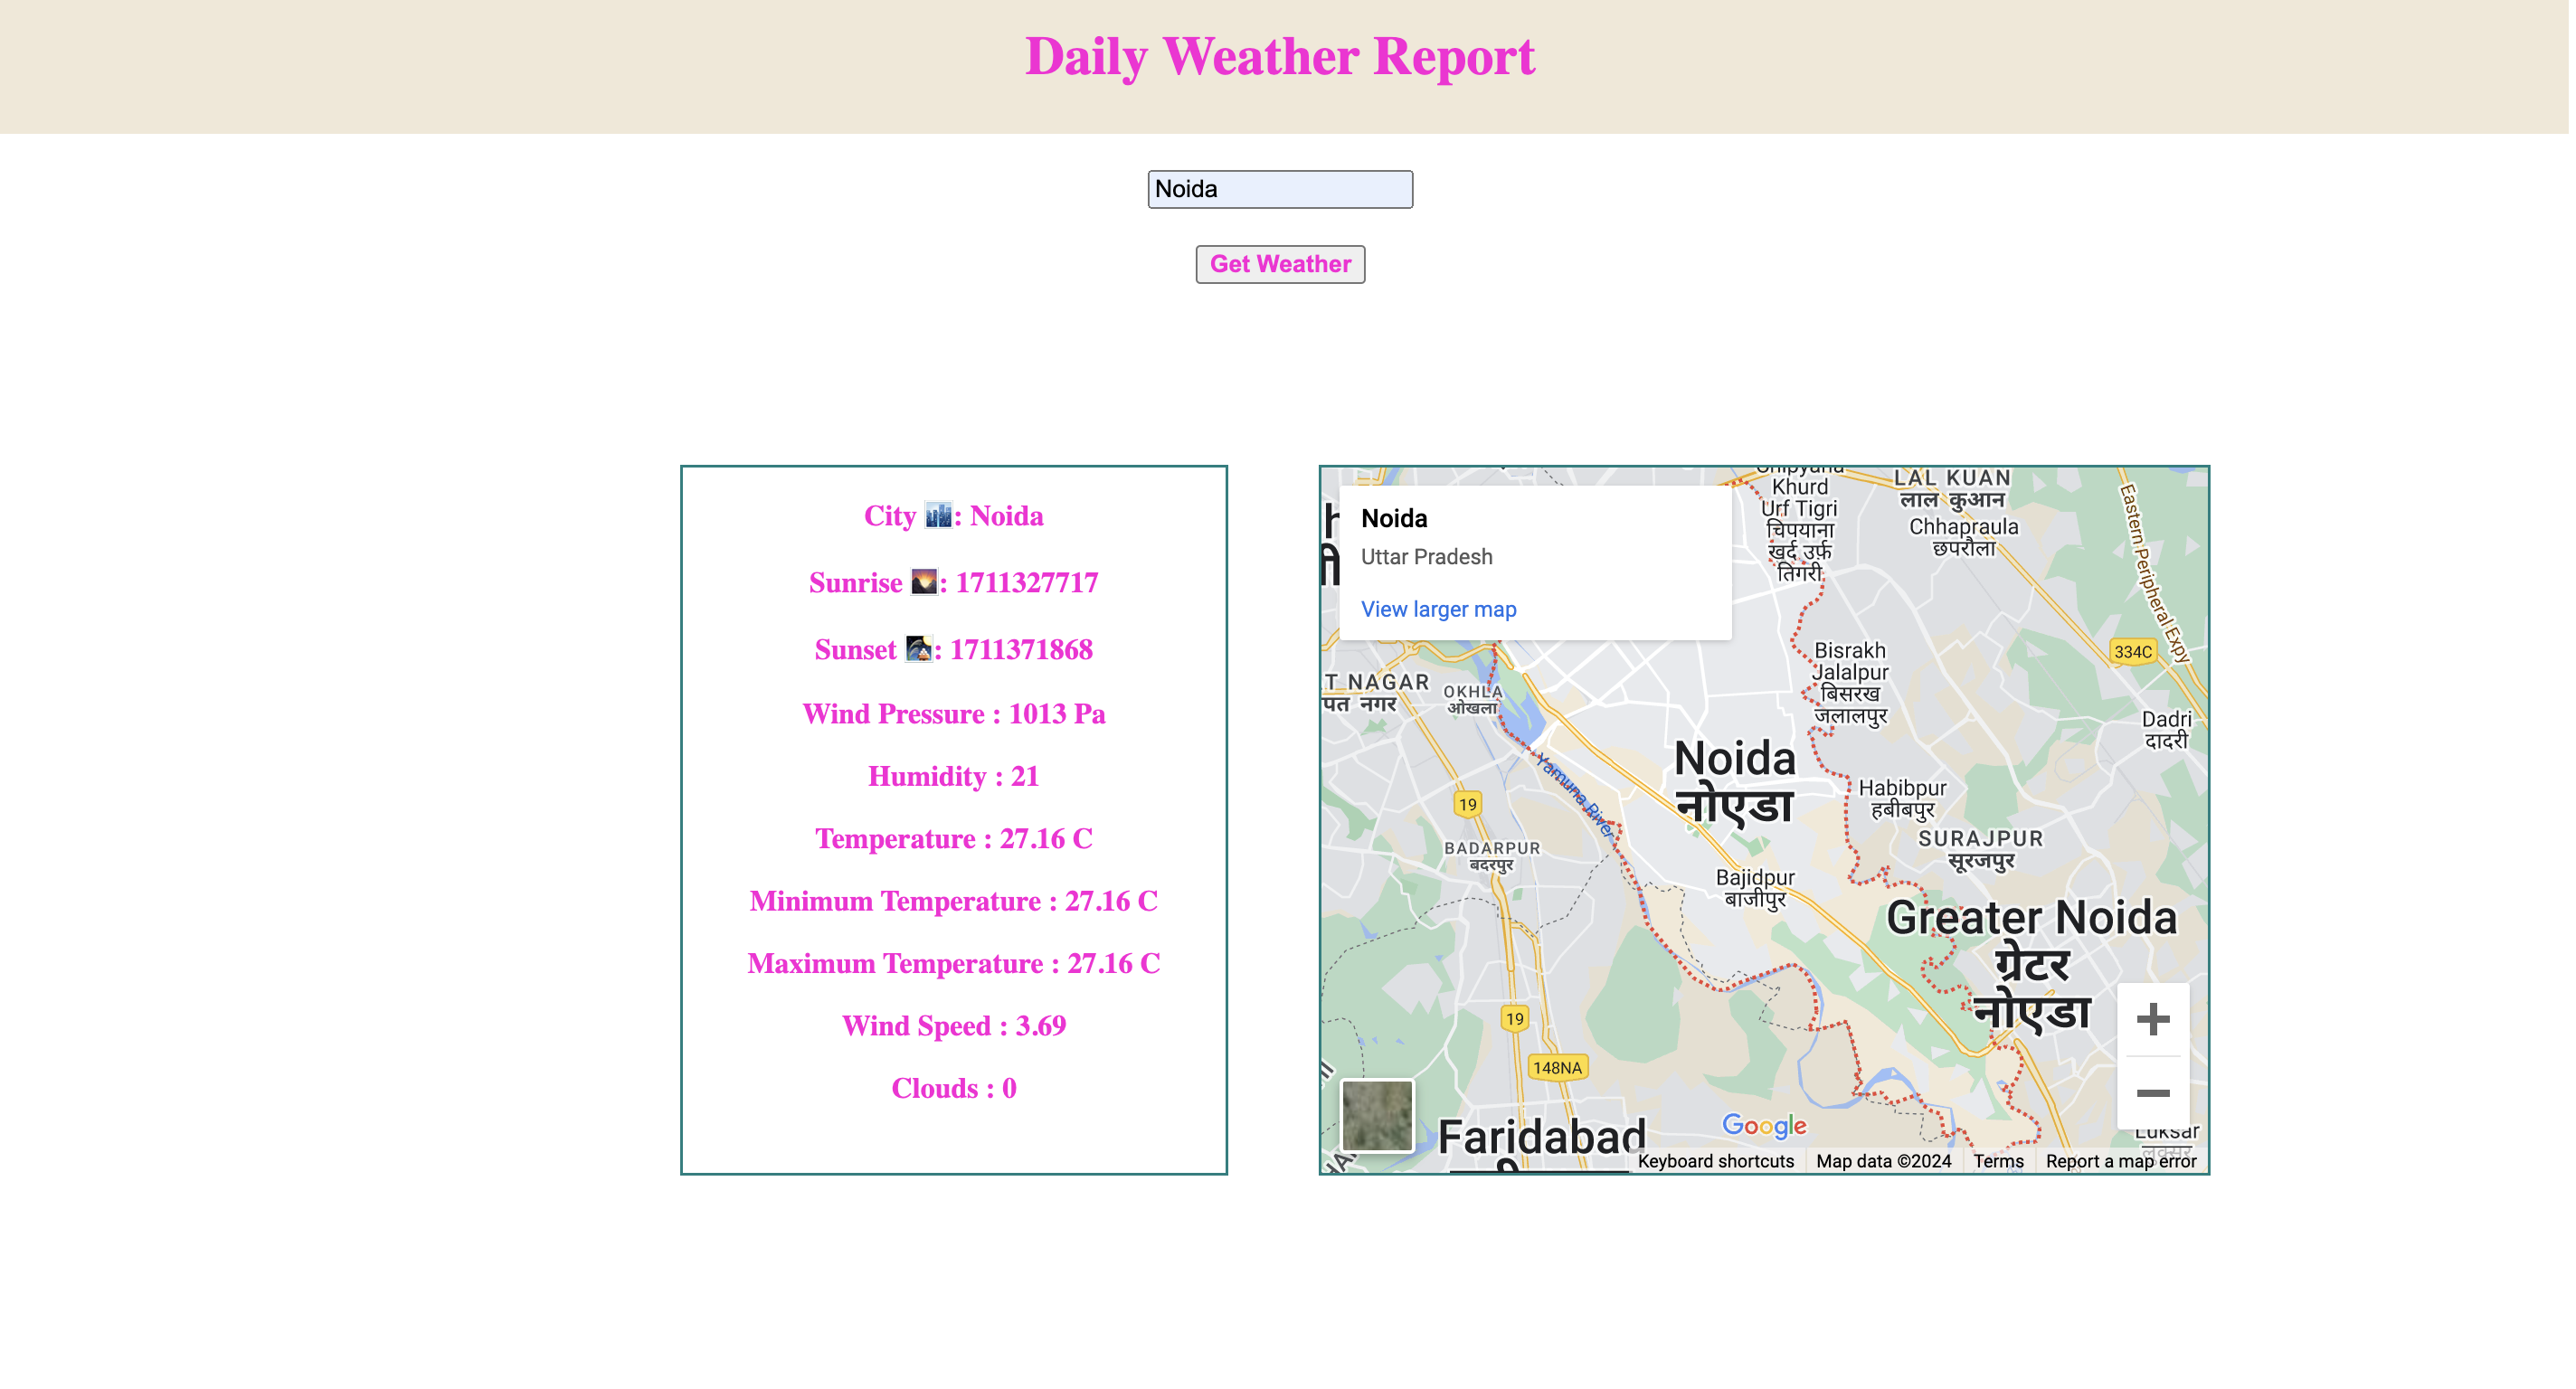 Daily Weather Report
Noida
Get Weather
City 🏙: Noida
Sunrise 🌄: 1711327717
Sunset 🎑: 1711371868
Wind Pressure : 1013 Pa
Humidity : 21
Temperature : 27.16 C
Minimum Temperature : 27.16 C
Maximum Temperature : 27.16 C
Wind Speed : 3.69
Clouds : 0
Noida
Uttar Pradesh
View larger map
Khurd
Urf Tigri
चिपयाना
खुर्द उर्फ़
तिगरी
LAL KUAN
लाल कुआन
Chhapraula
छपरौला
Eastern Peripheral Expy
334C
T NAGAR
पत नगर
OKHLA
ओखला
Bisrakh
Jalalpur
बिसरख
जलालपुर
Dadri
दादरी
Noida
नोएडा
Yamuna River
19
Habibpur
हबीबपुर
BADARPUR
बदरपुर
SURAJPUR
सूरजपुर
Bajidpur
बाजीपुर
Greater Noida
ग्रेटर
नोएडा
19
148NA
Faridabad
Google
Luksar
लुक्सर
Keyboard shortcuts
Map data ©2024
Terms
Report a map error